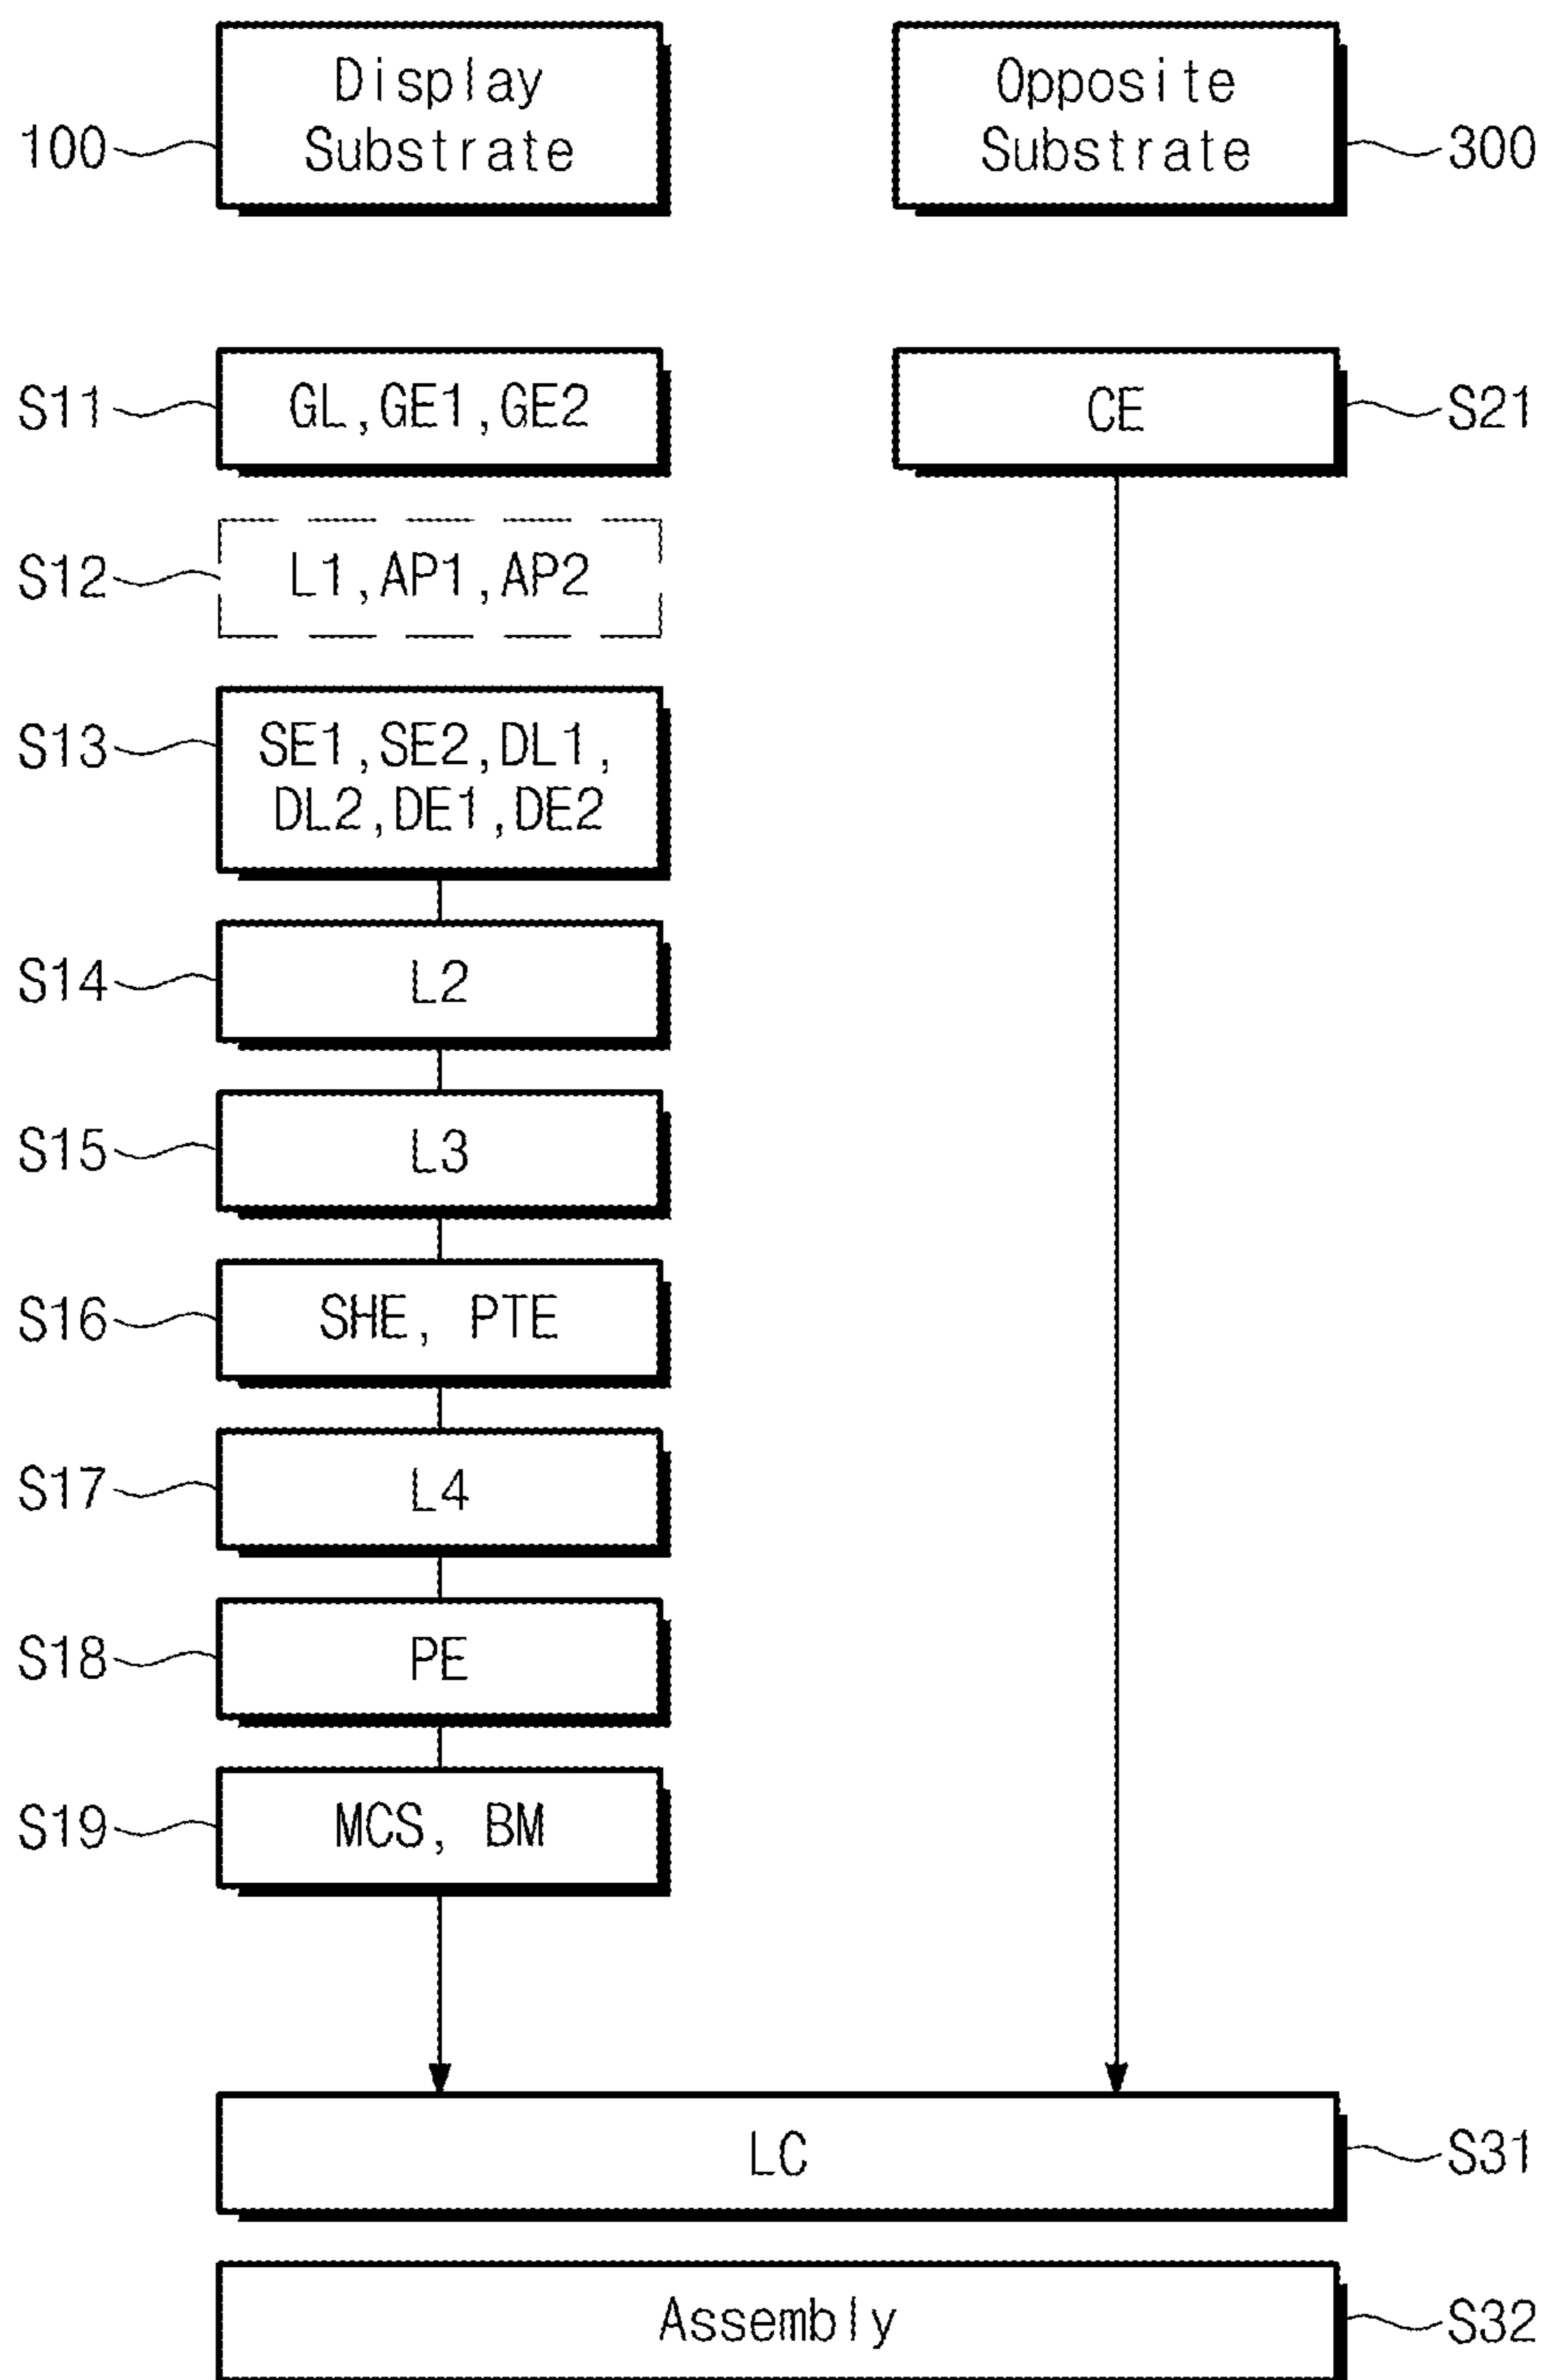 Display
Substrate
100
Opposite
Substrate
300
S11
GL,GE1,GE2
CE
S21
S12
L1,AP1,AP2
S13
SE1,SE2,DL1,
DL2,DE1,DE2
S14
L2
S15
L3
S16
SHE, PTE
S17
L4
S18
PE
S19
MCS, BM
LC
S31
Assembly
S32